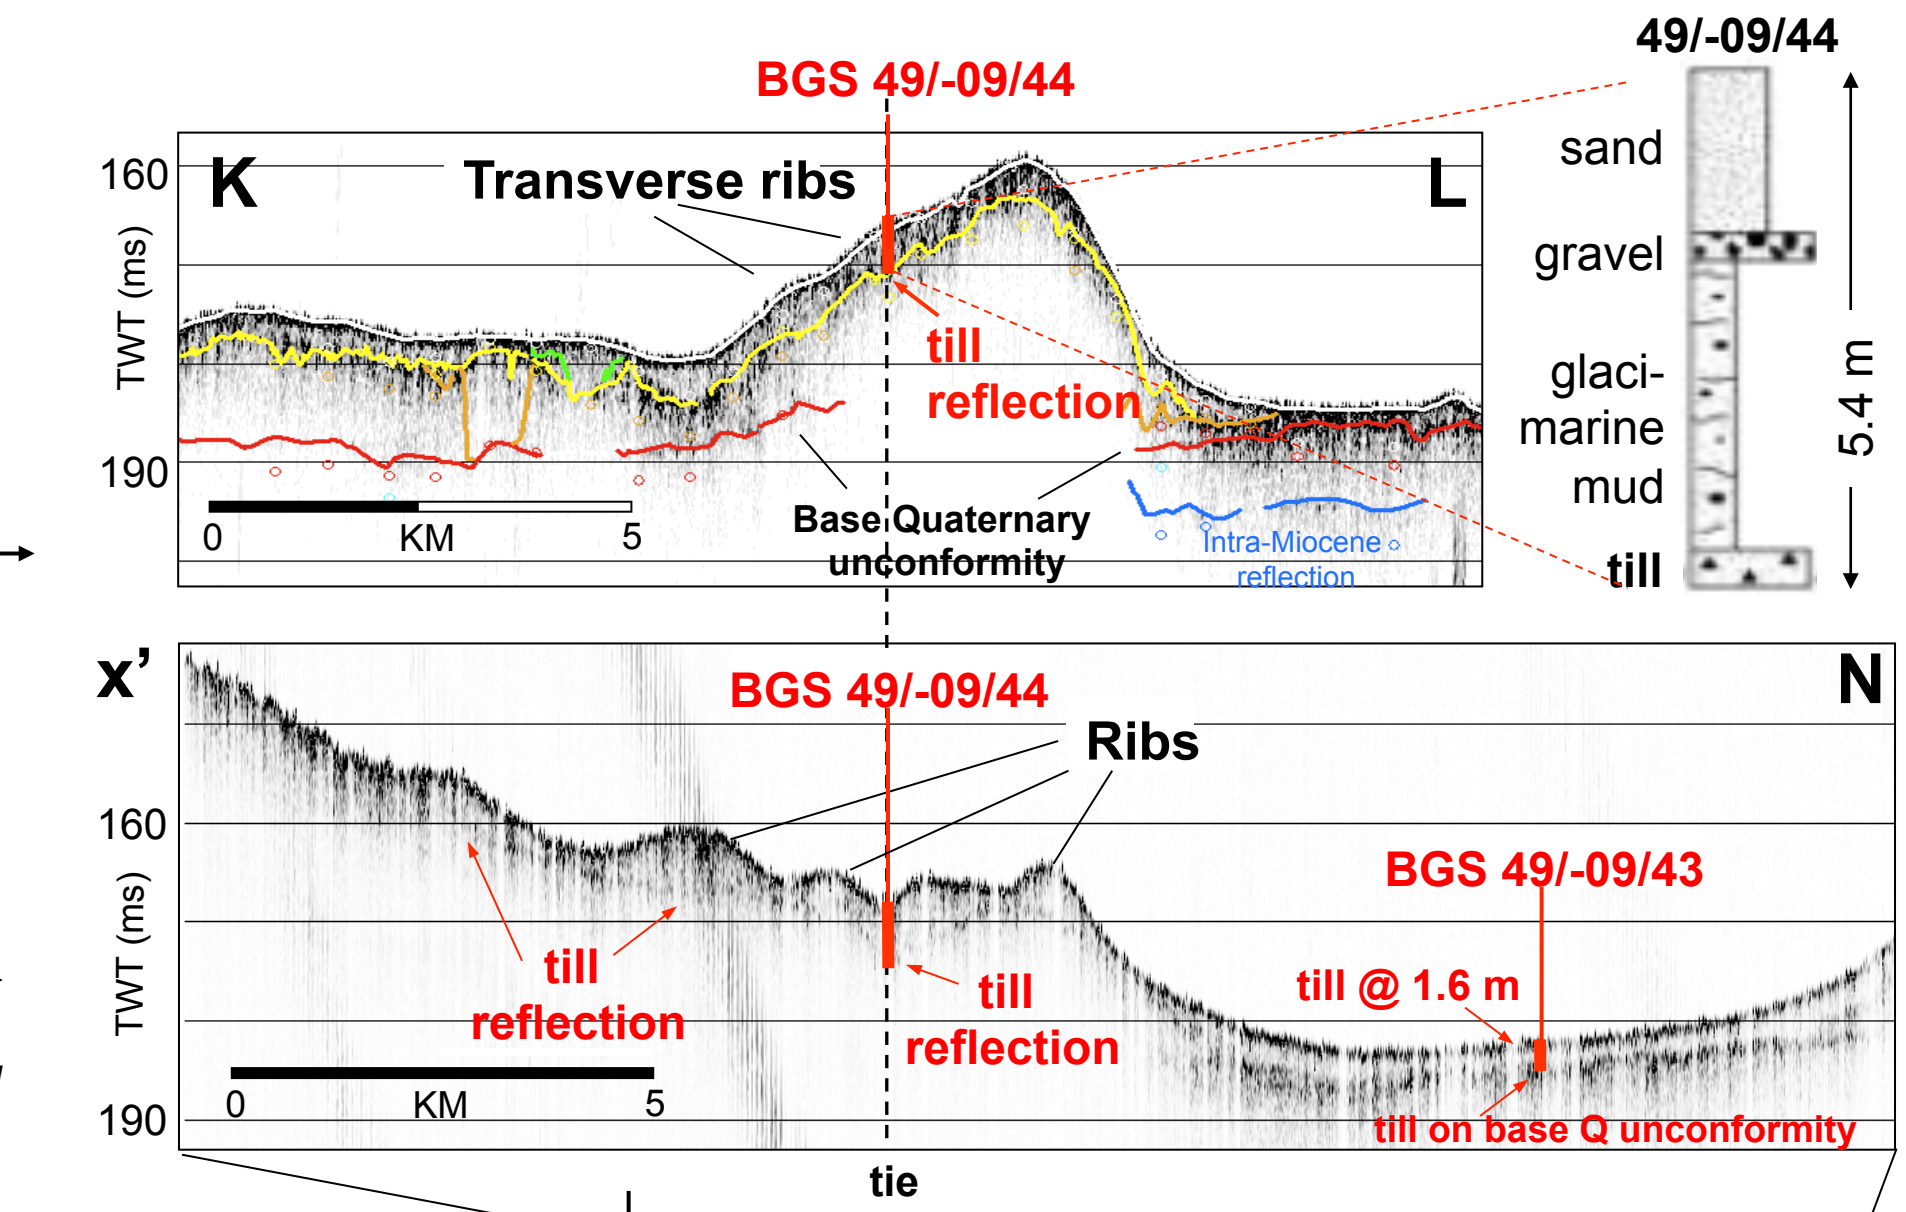 49/-09/44
BGS 49/-09/44
K
Transverse ribs
L
160
190
TWT (ms)
till
reflection
Base Quaternary
unconformity
Intra-Miocene
reflection
0
KM
5
sand
gravel
glaci-
marine
mud
till
5.4 m
x’
N
BGS 49/-09/44
Ribs
160
190
TWT (ms)
BGS 49/-09/43
till @ 1.6 m
till
reflection
till
reflection
till on base Q unconformity
0
KM
5
tie